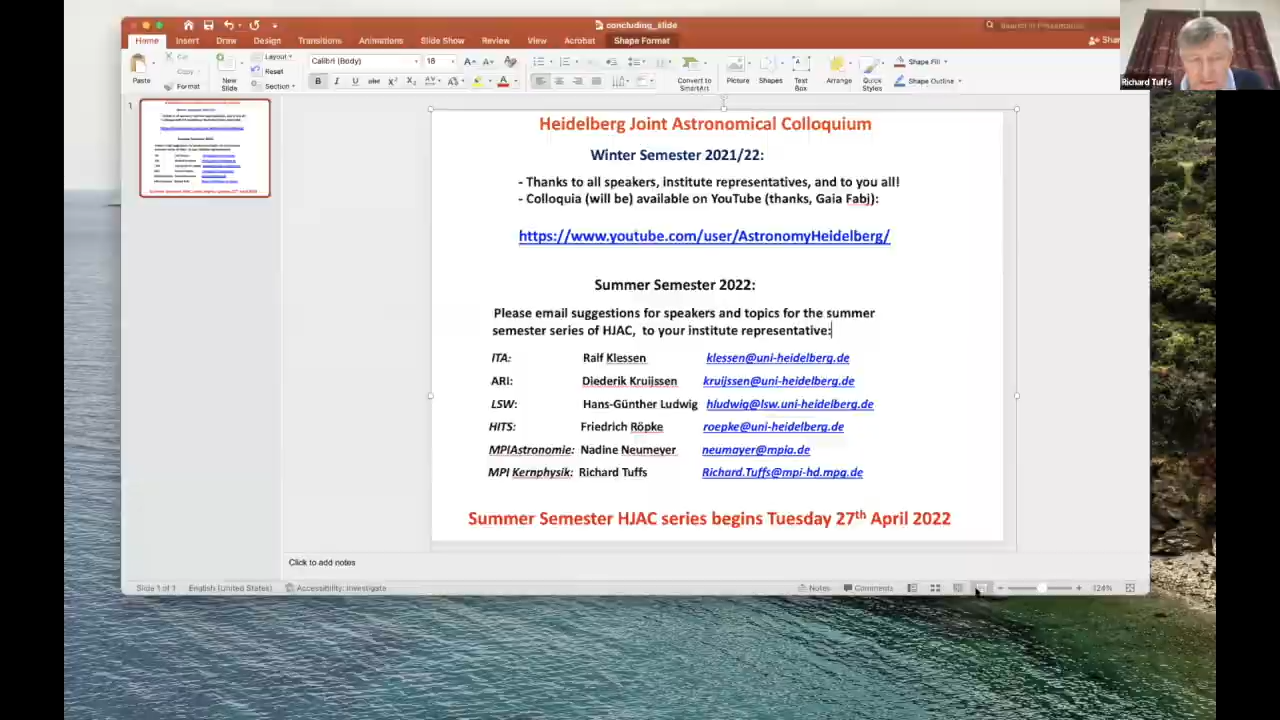 concluding_slide
Search in Presentation
Home Insert Draw Design Transitions Animations Slide Show Review View Acrobat Shape Format
Paste
Cut
Copy
Format
New
Slide
Layout
Reset
Section
Calibri (Body) 18
Convert to
SmartArt
Picture
Shapes
Text
Box
Arrange
Quick
Styles
Shape Fill
Shape Outline
Richard Tuffs
1
Heidelberg Joint Astronomical Colloquium
Winter Semester 2021/22:
- Thanks to all speakers, institute representatives, and to you all!
- Colloquia (will be) available on YouTube (thanks, Gaia Fabj):
https://www.youtube.com/user/AstronomyHeidelberg/
Summer Semester 2022:
Please email suggestions for speakers and topics for the summer
semester series of HJAC, to your institute representative:
ITA: Ralf Klessen klessen@uni-heidelberg.de
ARI: Diederik Kruijssen kruijssen@uni-heidelberg.de
LSW: Hans-Günther Ludwig hludwig@lsw.uni-heidelberg.de
HITS: Friedrich Röpke roepke@uni-heidelberg.de
MPIAstronomie: Nadine Neumeyer neumayer@mpia.de
MPI Kernphysik: Richard Tuffs Richard.Tuffs@mpi-hd.mpg.de
Summer Semester HJAC series begins Tuesday 27th April 2022
Click to add notes
Slide 1 of 1 English (United States) Accessibility: Investigate Notes Comments 124%